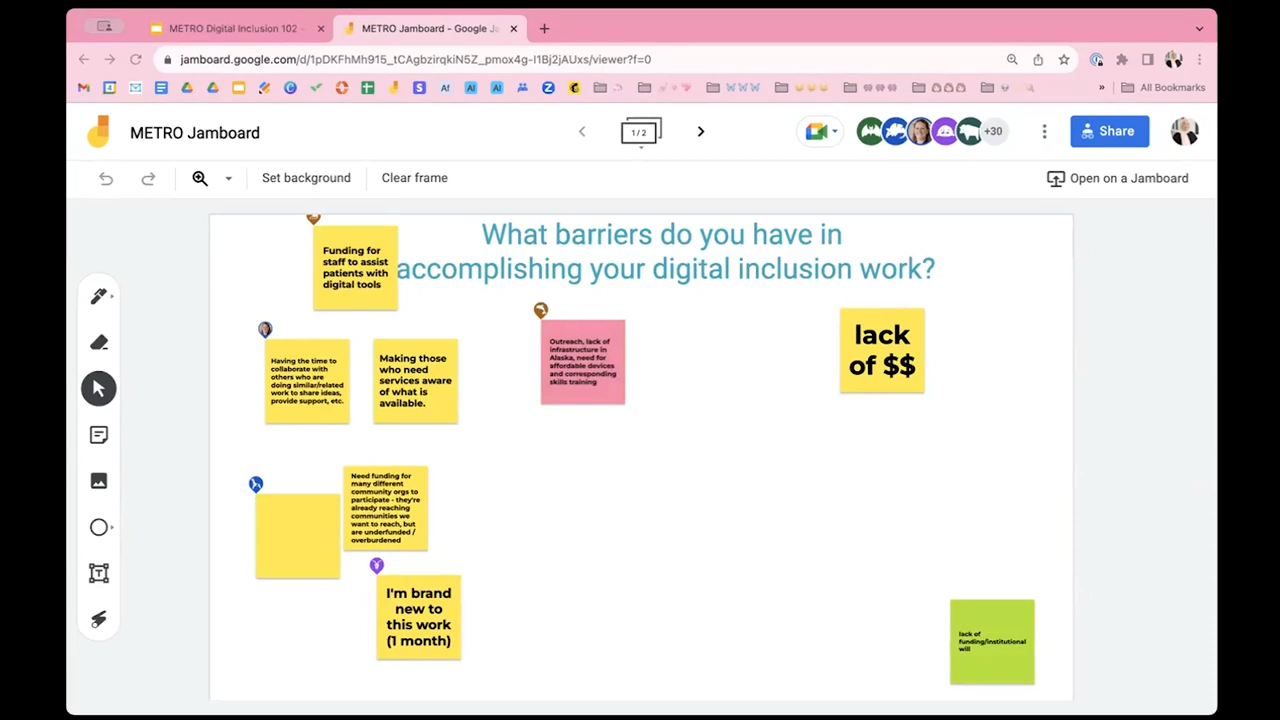 METRO Digital Inclusion 102 -
METRO Jamboard - Google Ja
jamboard.google.com/d/1pDKFhMh915_tCAgbzirqkiN5Z_pmox4g-I1Bj2jAUxs/viewer?f=0
All Bookmarks
METRO Jamboard
1 / 2
+30
Share
Set background
Clear frame
Open on a Jamboard
What barriers do you have in
accomplishing your digital inclusion work?
Funding for
staff to assist
patients with
digital tools
Having the time to
collaborate with
others who are
doing similar/related
work to share ideas,
provide support, etc.
Making those
who need
services aware
of what is
available.
Outreach, lack of
infrastructure in
Alaska, need for
affordable devices
and corresponding
skills training
lack
of $$
Need funding for
many different
community orgs to
participate - they're
already reaching
communities we
want to reach, but
are underfunded /
overburdened
I'm brand
new to
this work
(1 month)
lack of
funding/institutional
will